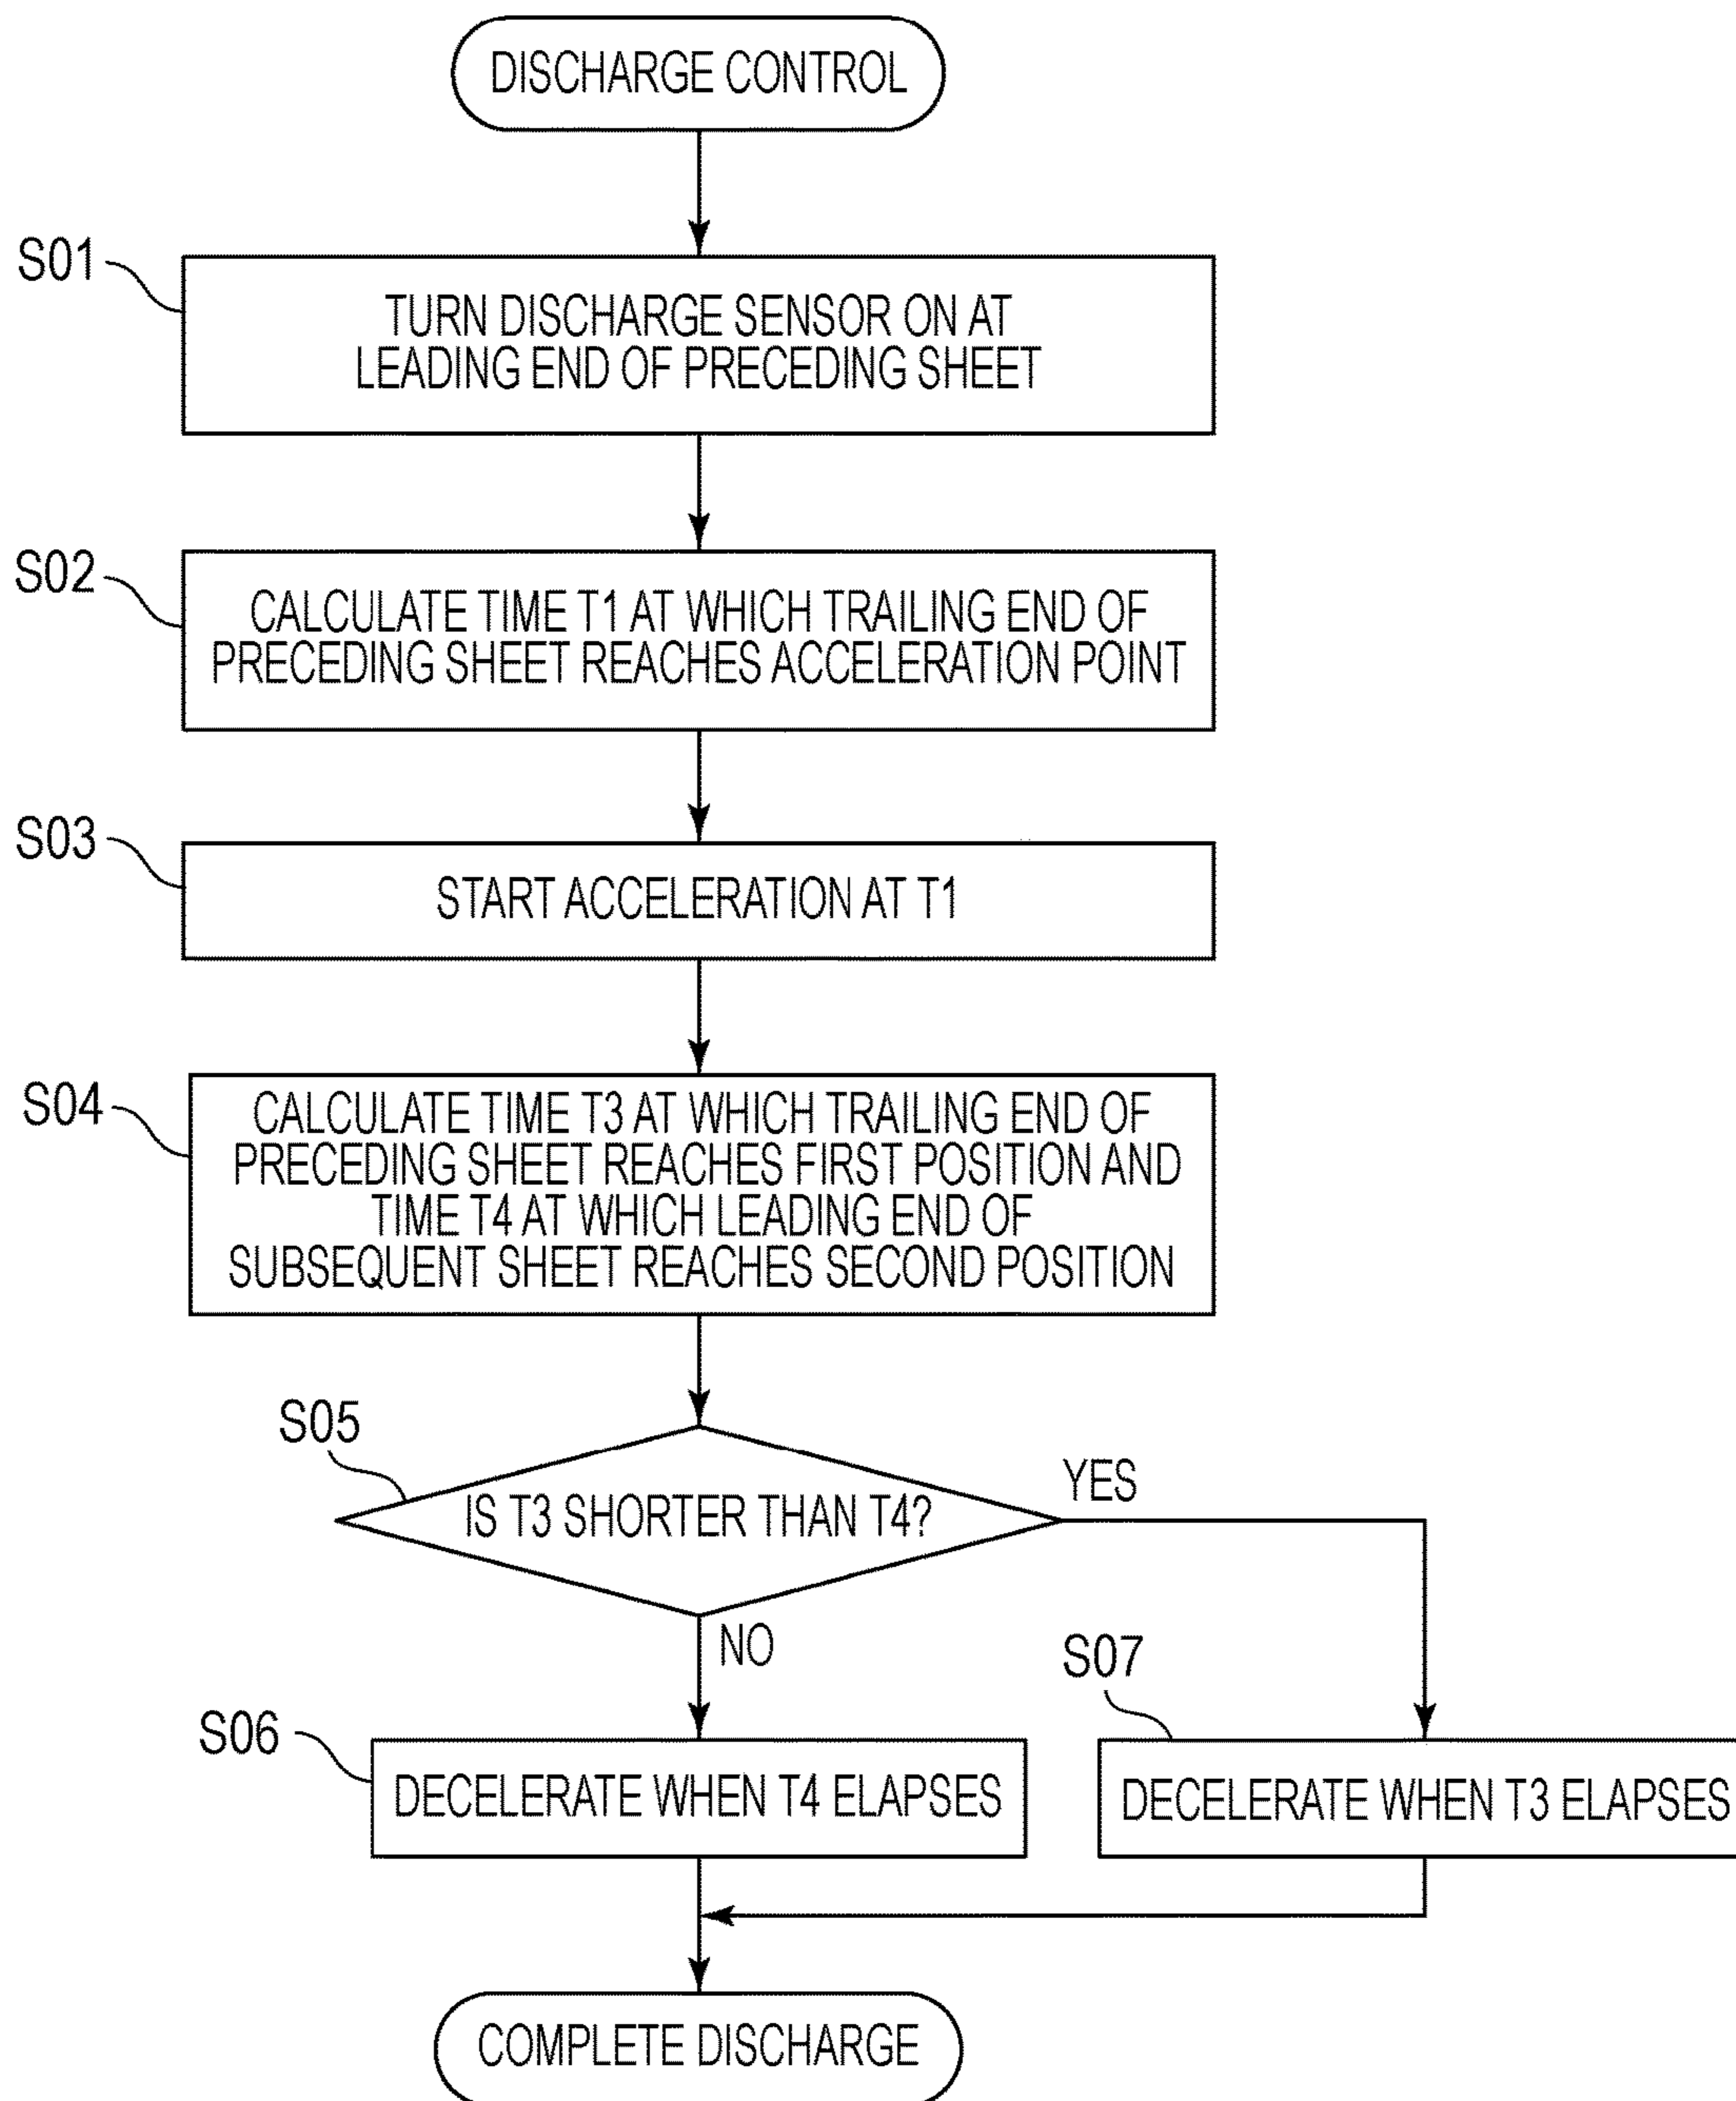 DISCHARGE CONTROL
S01
TURN DISCHARGE SENSOR ON AT
LEADING END OF PRECEDING SHEET
S02
CALCULATE TIME T1 AT WHICH TRAILING END OF
PRECEDING SHEET REACHES ACCELERATION POINT
S03
START ACCELERATION AT T1
S04
CALCULATE TIME T3 AT WHICH TRAILING END OF
PRECEDING SHEET REACHES FIRST POSITION AND
TIME T4 AT WHICH LEADING END OF
SUBSEQUENT SHEET REACHES SECOND POSITION
S05
IS T3 SHORTER THAN T4?
YES
NO
S06
DECELERATE WHEN T4 ELAPSES
S07
DECELERATE WHEN T3 ELAPSES
COMPLETE DISCHARGE